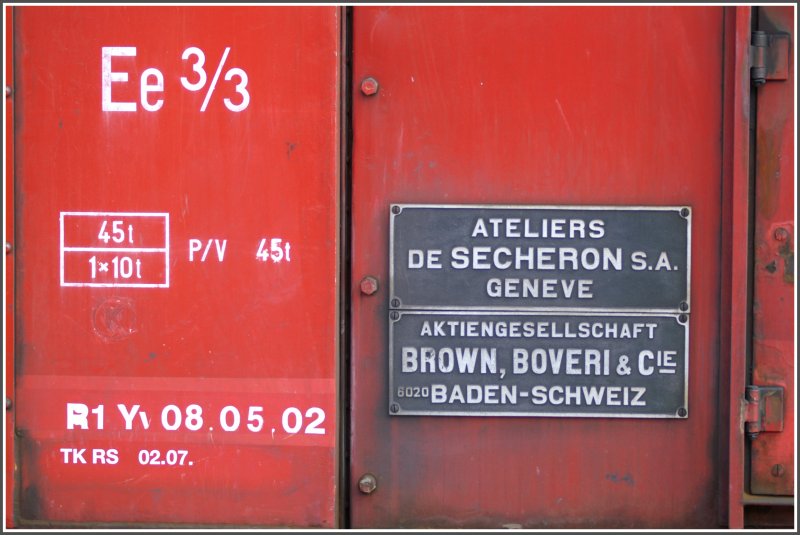 Ee 3/3
45t
1×10t
P/V 45t
R1 Yv 08.05.02
TK RS 02.07.
ATELIERS
DE SECHERON S.A.
GENEVE
AKTIENGESELLSCHAFT
BROWN, BOVERI & CIE
6020 BADEN-SCHWEIZ